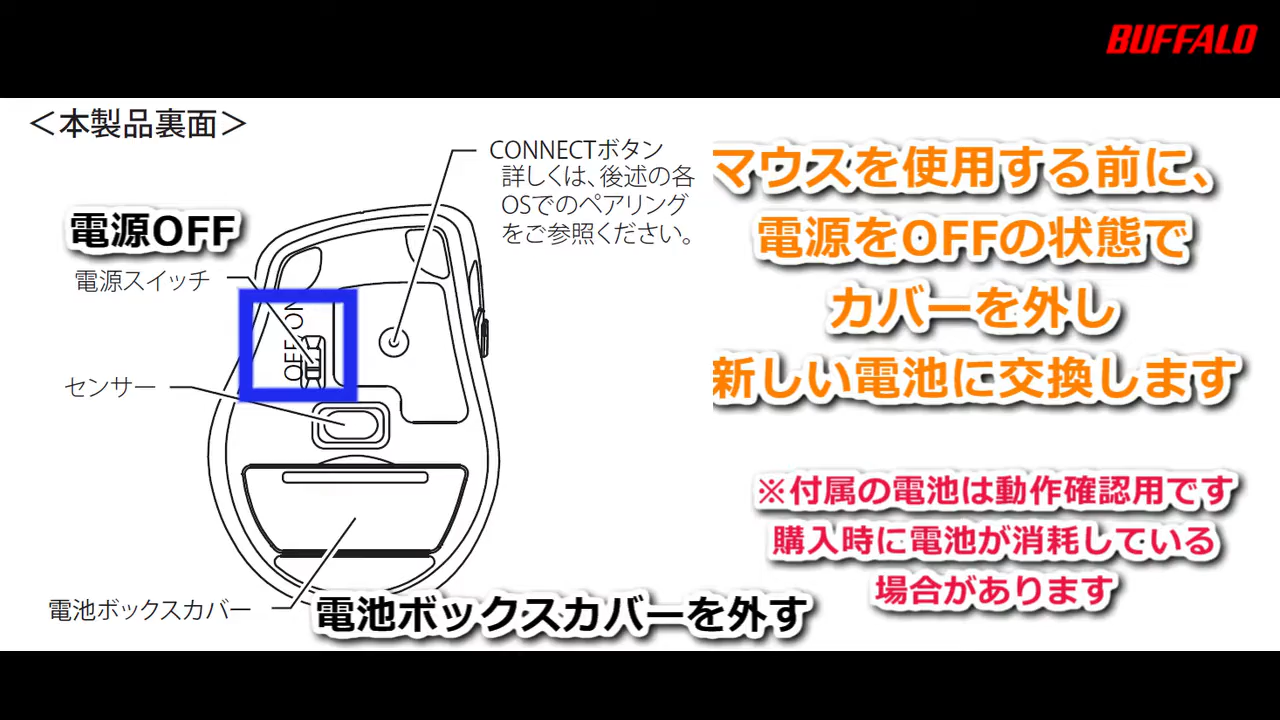 BUFFALO
＜本製品裏面＞
CONNECTボタン
詳しくは、後述の各
OSでのペアリング
をご参照ください。
電源OFF
電源スイッチ
OFF ON
センサー
電池ボックスカバー
電池ボックスカバーを外す
マウスを使用する前に、
電源をOFFの状態で
カバーを外し
新しい電池に交換します
※付属の電池は動作確認用です
購入時に電池が消耗している
場合があります